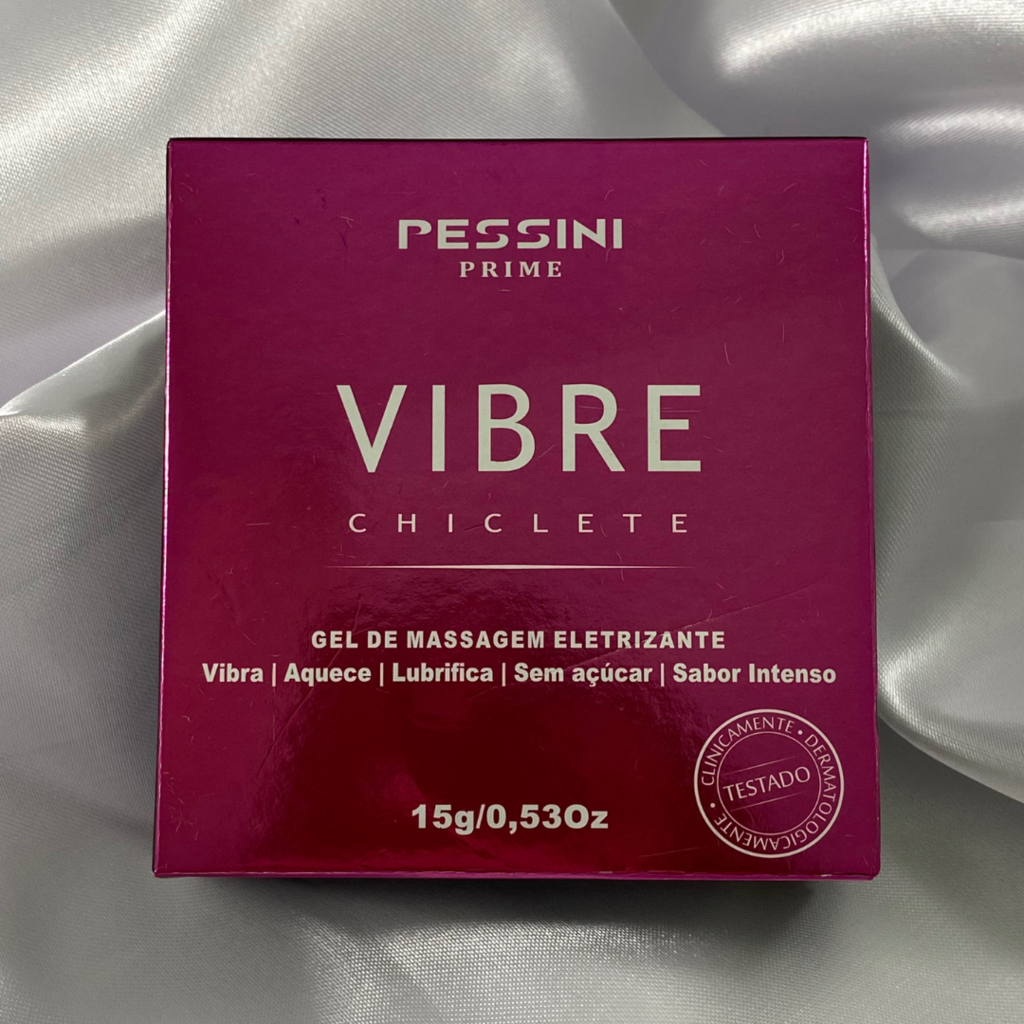 PESSINI
PRIME
VIBRE
CHICLETE
GEL DE MASSAGEM ELETRIZANTE
Vibra | Aquece | Lubrifica | Sem açúcar | Sabor Intenso
15g/0,53Oz
CLINICAMENTE • DERMATOLOGICAMENTE •
TESTADO